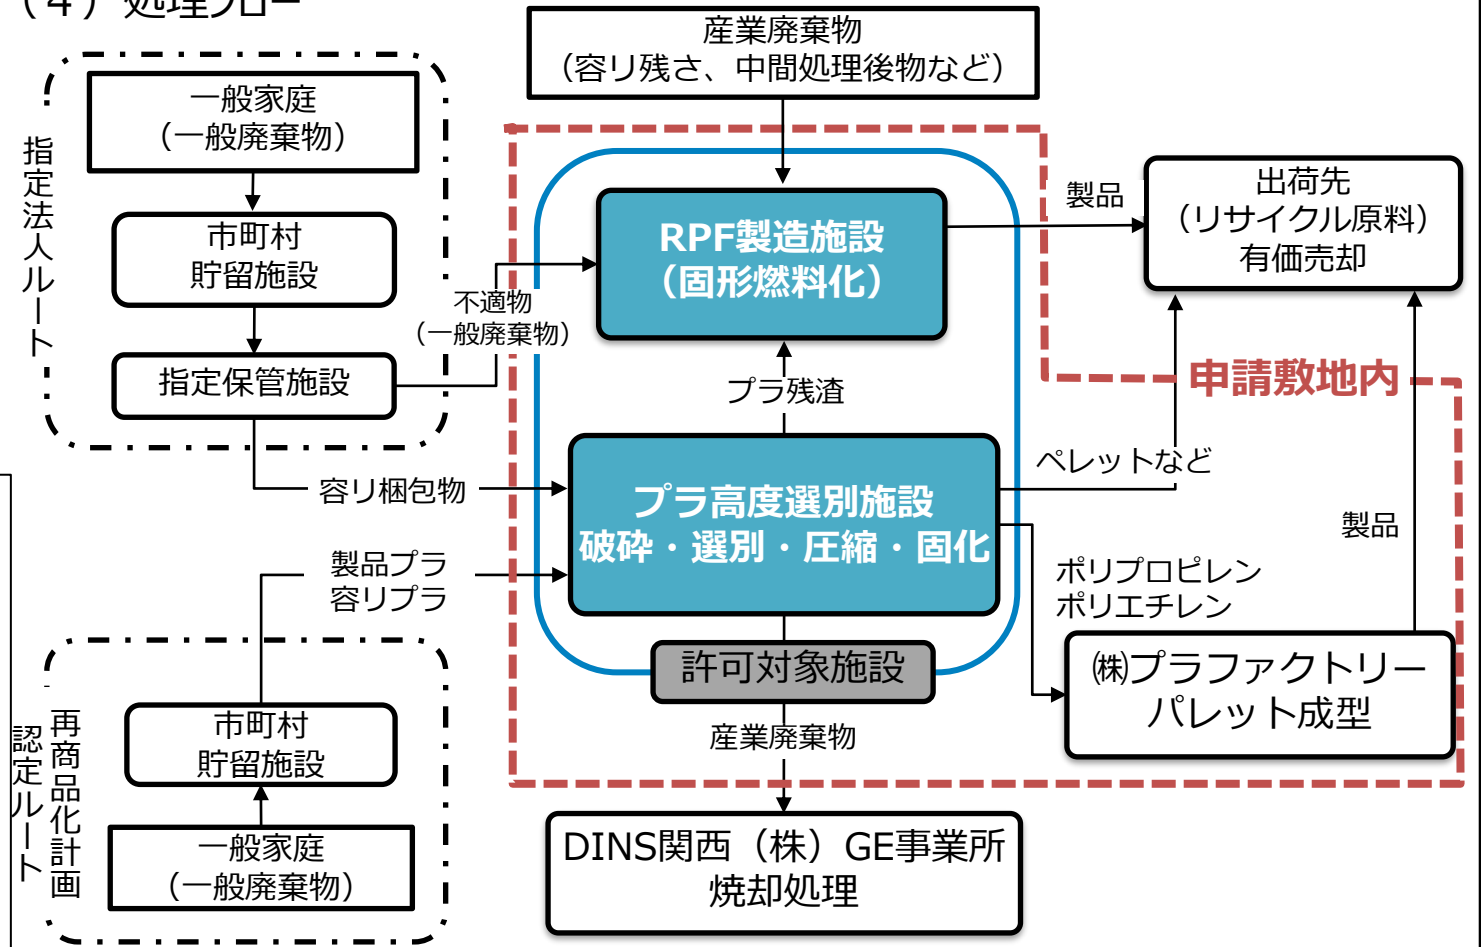 （４）処理フロー
産業廃棄物
（容リ残さ、中間処理後物など）
指定法人ルート
一般家庭
（一般廃棄物）
市町村
貯留施設
指定保管施設
不適物
（一般廃棄物）
RPF製造施設
（固形燃料化）
製品
出荷先
（リサイクル原料）
有価売却
プラ残渣
申請敷地内
容リ梱包物
プラ高度選別施設
破砕・選別・圧縮・固化
ペレットなど
製品
製品プラ
容リプラ
ポリプロピレン
ポリエチレン
許可対象施設
㈱プラファクトリー
パレット成型
再商品化計画
認定ルート
市町村
貯留施設
一般家庭
（一般廃棄物）
産業廃棄物
DINS関西（株）GE事業所
焼却処理